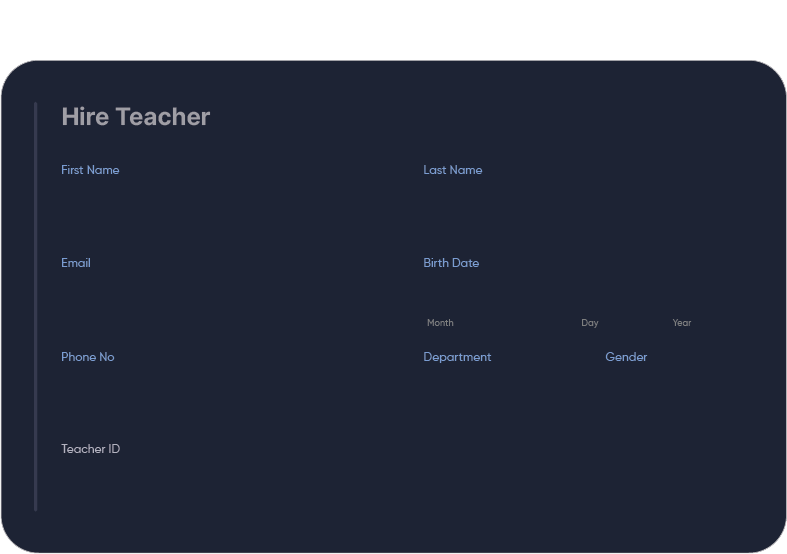 Hire Teacher
First Name Last Name
Email Birth Date
Month Day Year
Phone No Department Gender
Teacher ID